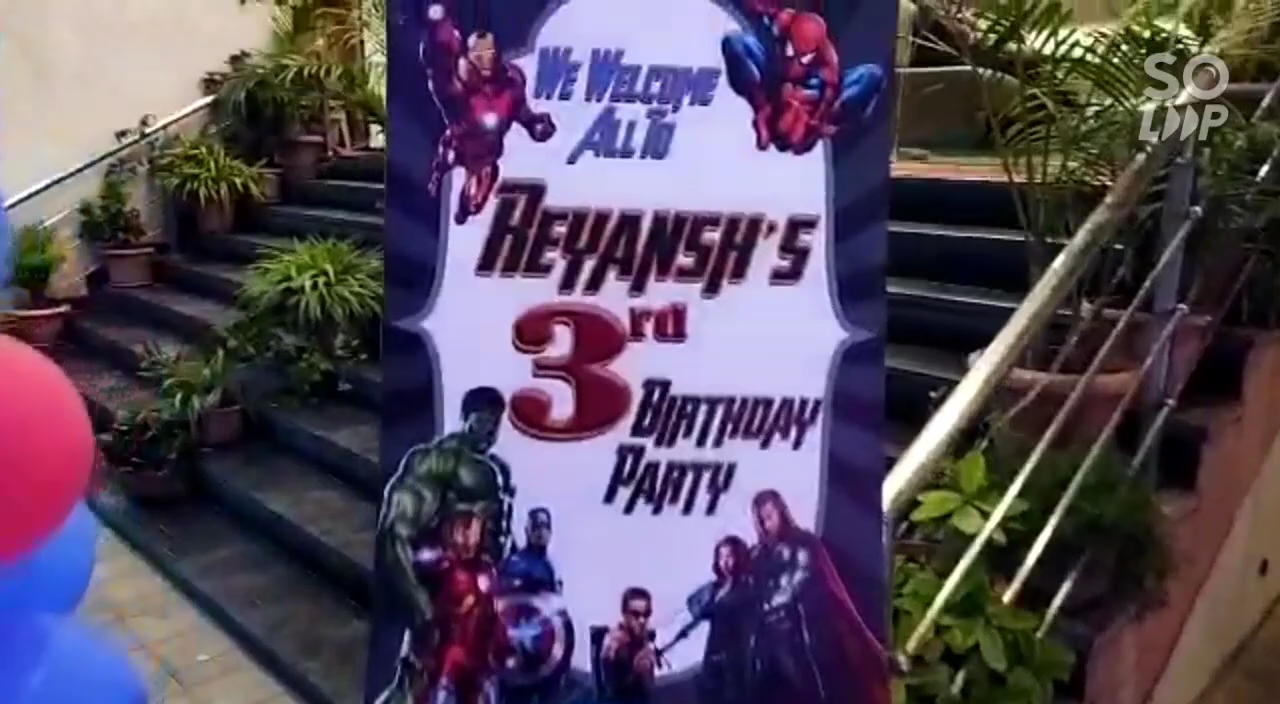 WE WELCOME
ALL TO
REYANSH'S
3rd
BIRTHDAY
PARTY
SO
LOOP